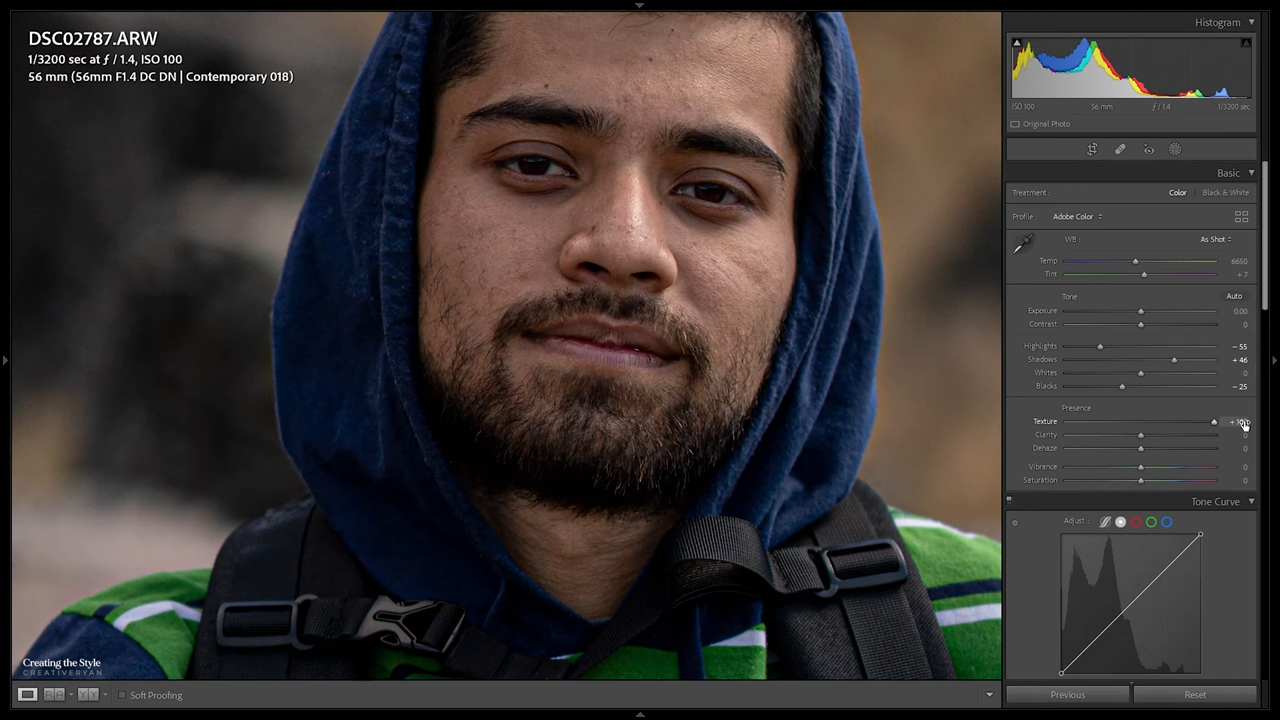 DSC02787.ARW
1/3200 sec at ƒ / 1.4, ISO 100
56 mm (56mm F1.4 DC DN | Contemporary 018)
Histogram
ISO 100 56 mm ƒ / 1.4 1/3200 sec
Original Photo
Basic
Treatment : Color Black & White
Profile : Adobe Color
WB : As Shot
Temp 6650
Tint + 7
Tone Auto
Exposure 0.00
Contrast 0
Highlights − 55
Shadows + 46
Whites 0
Blacks − 25
Presence
Texture
Clarity 0
Dehaze 0
Vibrance 0
Saturation 0
Tone Curve
Adjust :
Creating the Style
CREATIVERYAN
Soft Proofing
Previous Reset